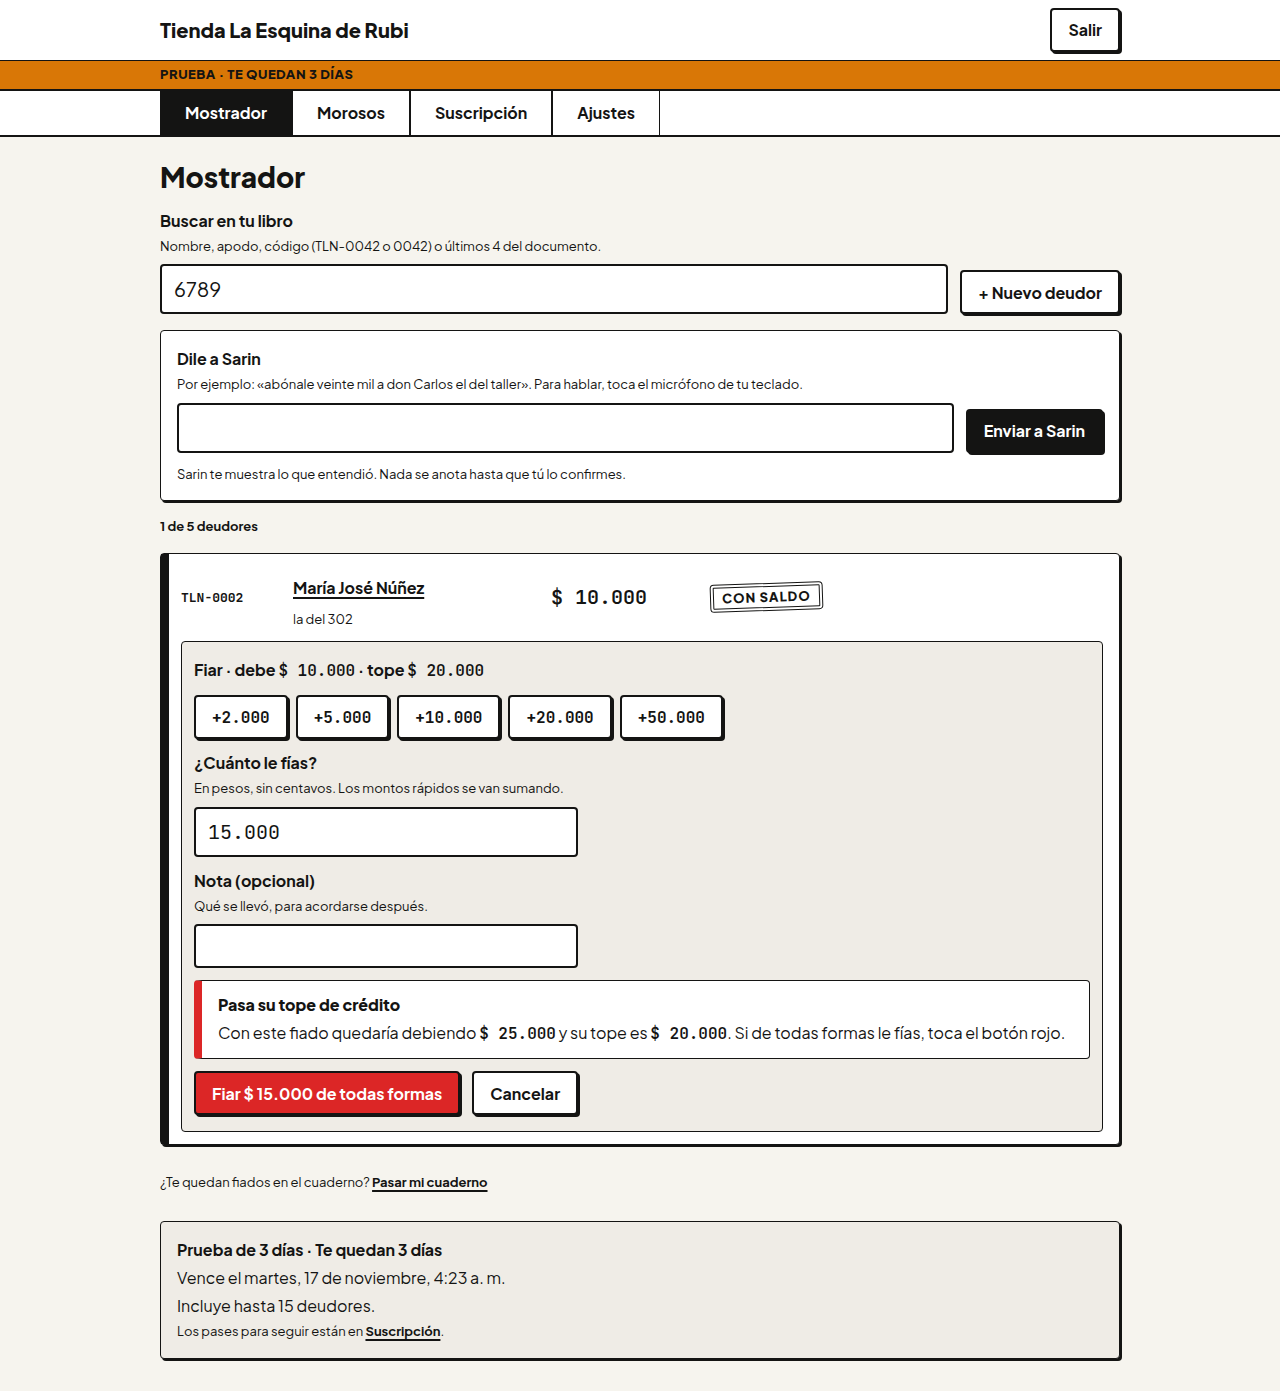 Tienda La Esquina de Rubi
Salir
PRUEBA · TE QUEDAN 3 DÍAS
Mostrador
Morosos
Suscripción
Ajustes
Mostrador
Buscar en tu libro
Nombre, apodo, código (TLN-0042 o 0042) o últimos 4 del documento.
6789
+ Nuevo deudor
Dile a Sarin
Por ejemplo: «abónale veinte mil a don Carlos el del taller». Para hablar, toca el micrófono de tu teclado.
Enviar a Sarin
Sarin te muestra lo que entendió. Nada se anota hasta que tú lo confirmes.
1 de 5 deudores
TLN-0002
María José Núñez
la del 302
$ 10.000
CON SALDO
Fiar · debe $ 10.000 · tope $ 20.000
+2.000
+5.000
+10.000
+20.000
+50.000
¿Cuánto le fías?
En pesos, sin centavos. Los montos rápidos se van sumando.
15.000
Nota (opcional)
Qué se llevó, para acordarse después.
Pasa su tope de crédito
Con este fiado quedaría debiendo $ 25.000 y su tope es $ 20.000. Si de todas formas le fías, toca el botón rojo.
Fiar $ 15.000 de todas formas
Cancelar
¿Te quedan fiados en el cuaderno? Pasar mi cuaderno
Prueba de 3 días · Te quedan 3 días
Vence el martes, 17 de noviembre, 4:23 a. m.
Incluye hasta 15 deudores.
Los pases para seguir están en Suscripción.